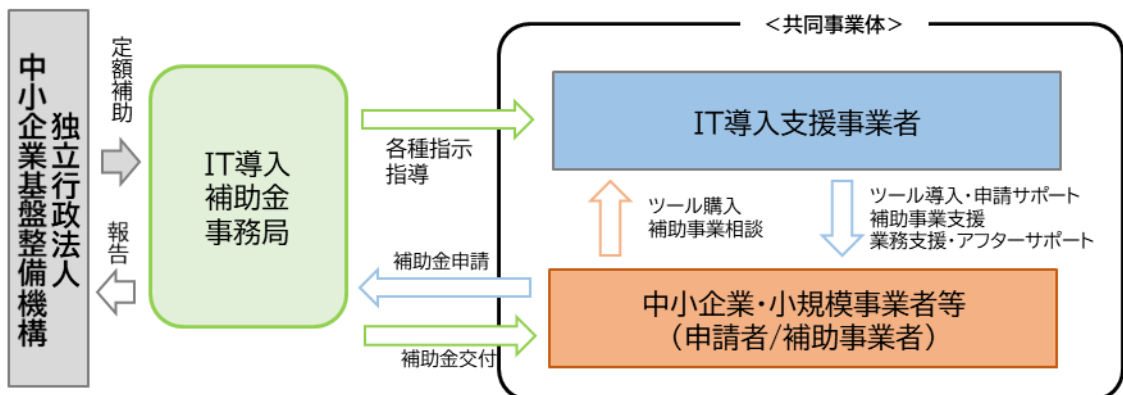 独立行政法人
中小企業基盤整備機構
定額補助
報告
IT導入
補助金
事務局
各種指示
指導
補助金申請
補助金交付
＜共同事業体＞
IT導入支援事業者
ツール購入
補助事業相談
ツール導入・申請サポート
補助事業支援
業務支援・アフターサポート
中小企業・小規模事業者等
（申請者/補助事業者）